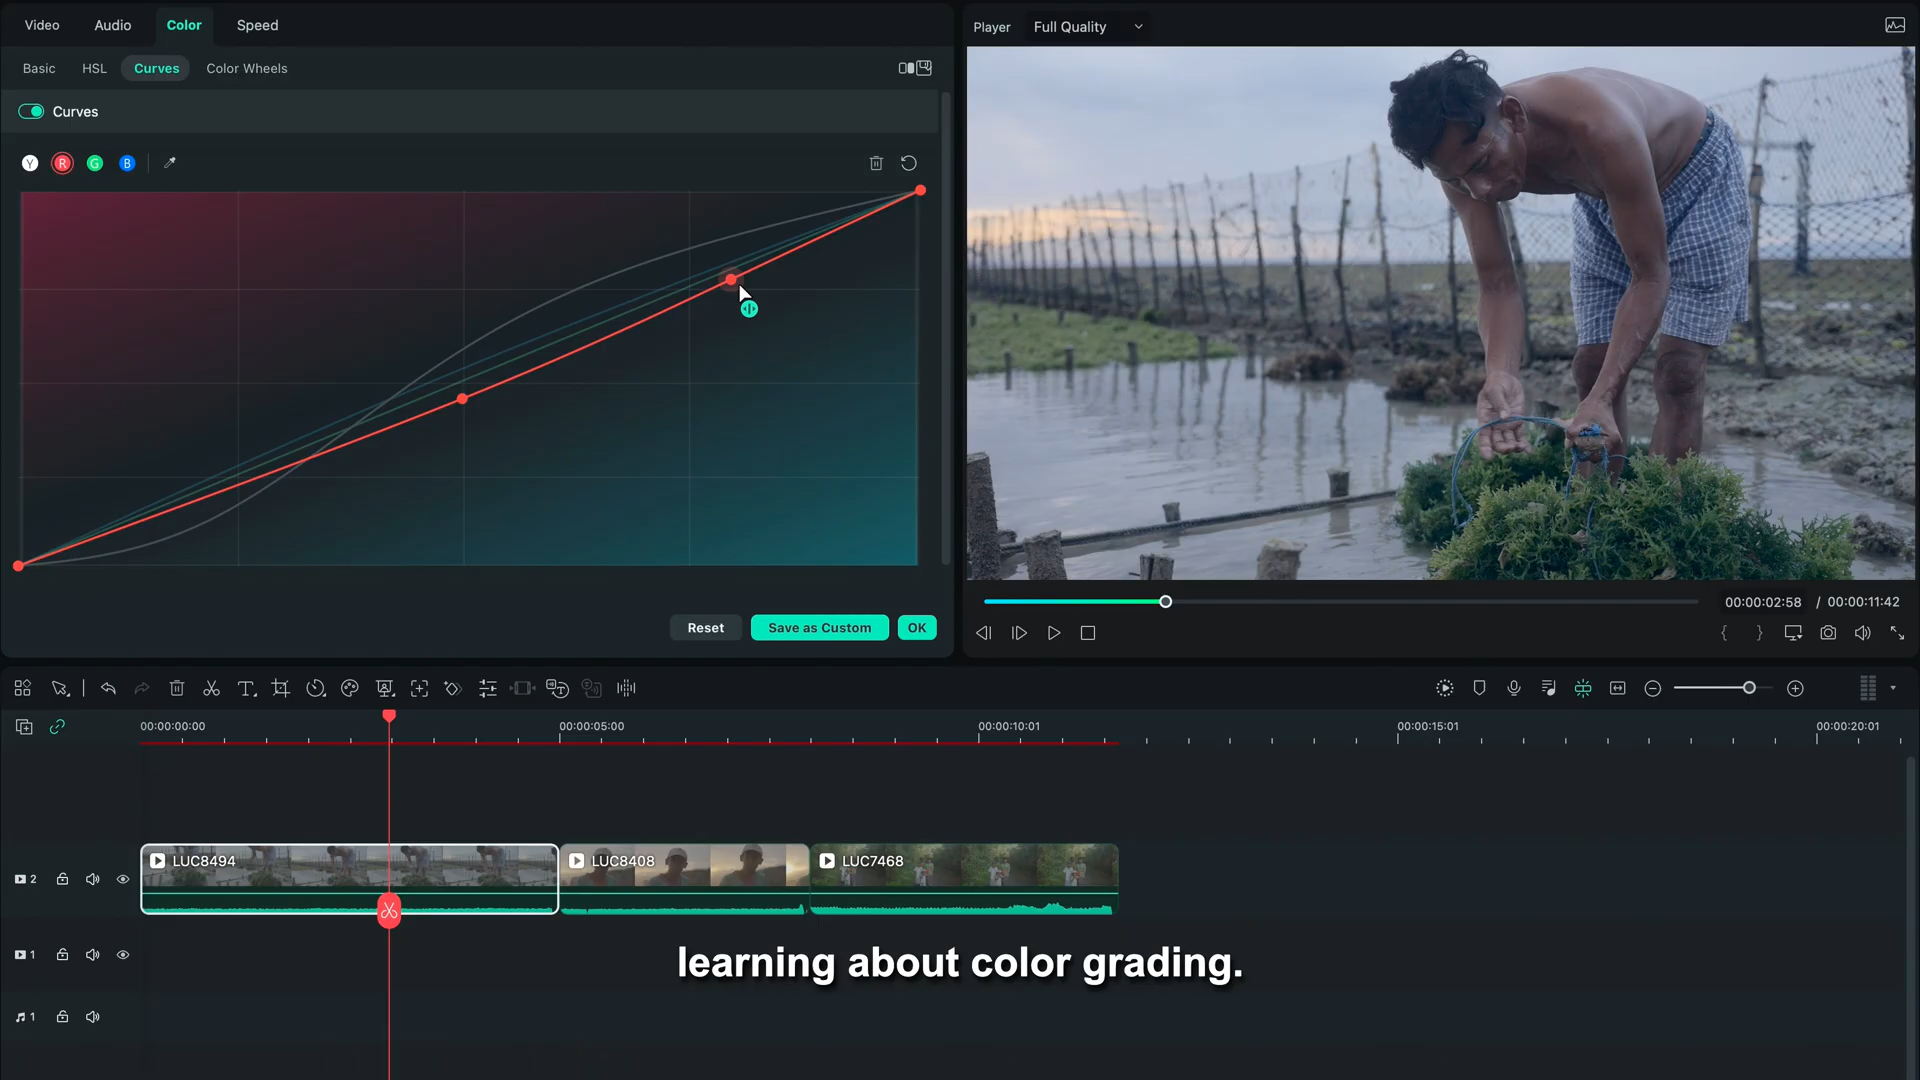 Video Audio Color Speed
Player Full Quality
Basic HSL Curves Color Wheels
Curves
Y R G B
Reset Save as Custom OK
00:00:02:58 / 00:00:11:42
00:00:00:00 00:00:05:00 00:00:10:01 00:00:15:01 00:00:20:01
LUC8494 LUC8408 LUC7468
2
1
learning about color grading.
1